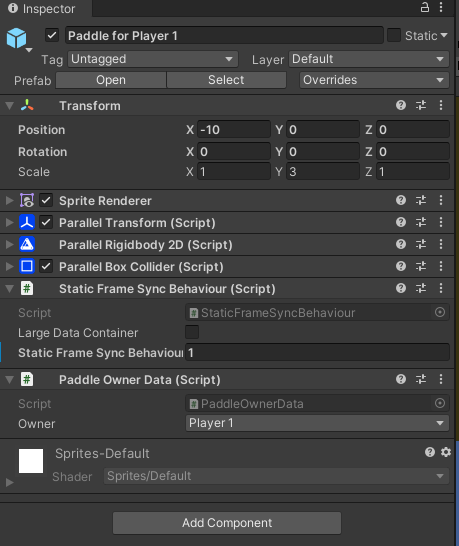 Inspector
Paddle for Player 1 Static
Tag Untagged Layer Default
Prefab Open Select Overrides
Transform
Position X -10 Y 0 Z 0
Rotation X 0 Y 0 Z 0
Scale X 1 Y 3 Z 1
Sprite Renderer
Parallel Transform (Script)
Parallel Rigidbody 2D (Script)
Parallel Box Collider (Script)
# Static Frame Sync Behaviour (Script)
Script # StaticFrameSyncBehaviour
Large Data Container
Static Frame Sync Behaviour 1
# Paddle Owner Data (Script)
Script # PaddleOwnerData
Owner Player 1
Sprites-Default
Shader Sprites/Default
Add Component